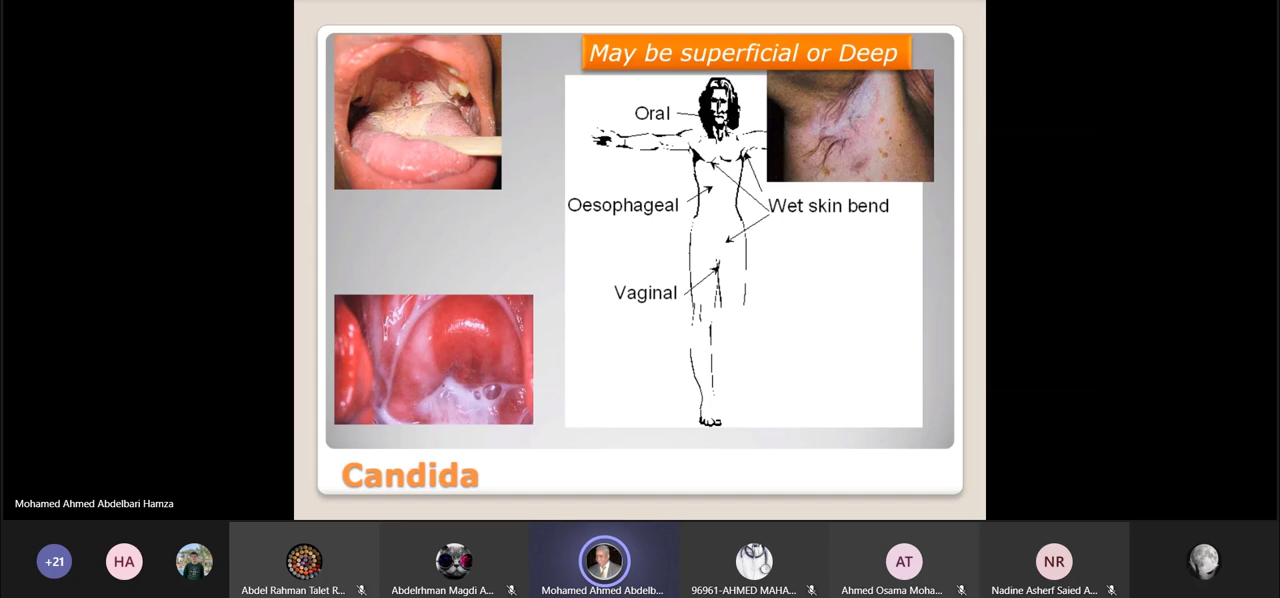 May be superficial or Deep
Oral
Oesophageal
Wet skin bend
Vaginal
Candida
Mohamed Ahmed Abdelbari Hamza
+21
HA
Abdel Rahman Talet R...
Abdelrhman Magdi A...
Mohamed Ahmed Abdelb...
96961-AHMED MAHA...
AT
Ahmed Osama Moha...
NR
Nadine Asherf Saied A...